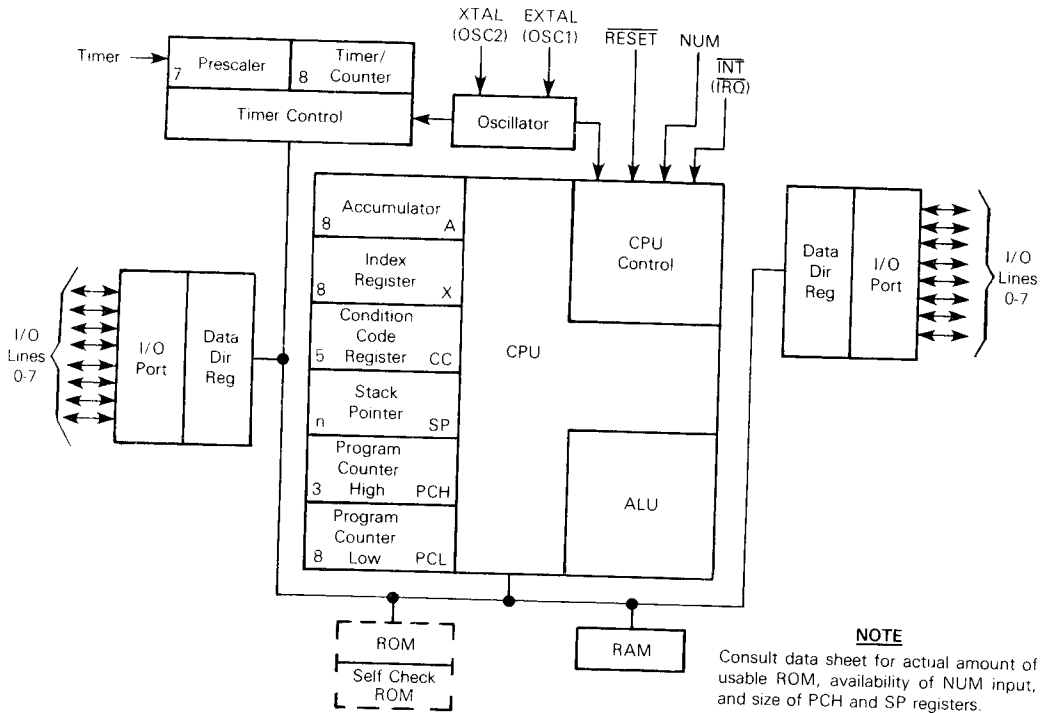 XTAL
(OSC2)
EXTAL
(OSC1)
RESET
NUM
INT
(IRQ)
Timer
7
Prescaler
8
Timer/
Counter
Timer Control
Oscillator
8
Accumulator
A
8
Index
Register
X
5
Condition
Code
Register
CC
n
Stack
Pointer
SP
3
Program
Counter
High
PCH
8
Program
Counter
Low
PCL
CPU
CPU
Control
ALU
I/O
Lines
0-7
I/O
Port
Data
Dir
Reg
Data
Dir
Reg
I/O
Port
I/O
Lines
0-7
ROM
Self Check
ROM
RAM
NOTE
Consult data sheet for actual amount of
usable ROM, availability of NUM input,
and size of PCH and SP registers.